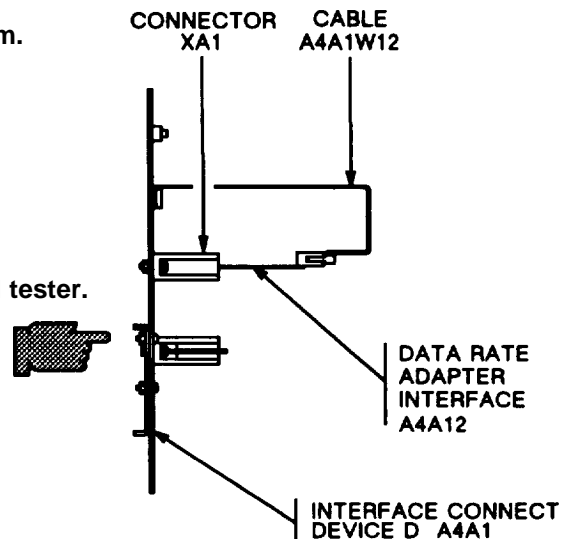 m.
CONNECTOR
XA1
CABLE
A4A1W12
tester.
DATA RATE
ADAPTER
INTERFACE
A4A12
INTERFACE CONNECT
DEVICE D A4A1